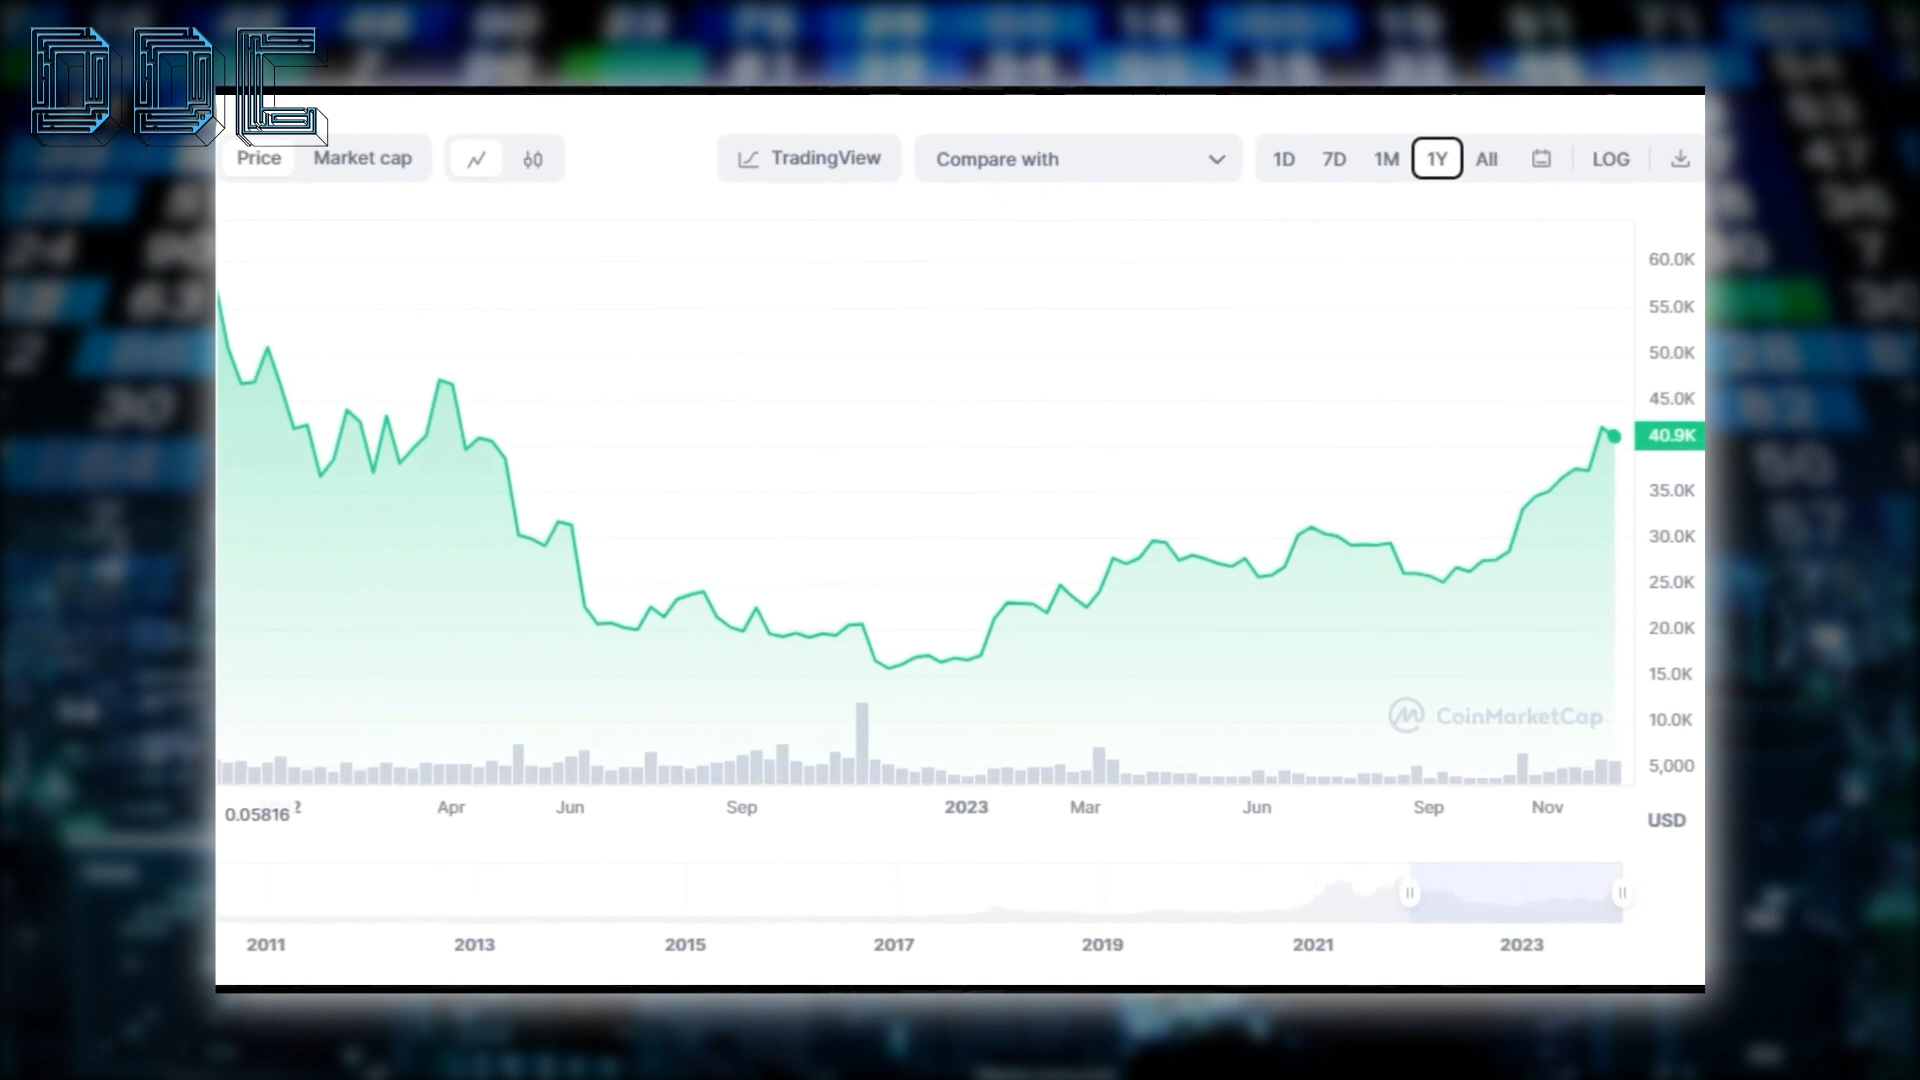 DDC
Price Market cap TradingView Compare with 1D 7D 1M 1Y All LOG
60.0K
55.0K
50.0K
45.0K
40.9K
35.0K
30.0K
25.0K
20.0K
15.0K
CoinMarketCap
10.0K
5,000
0.05816 Apr Jun Sep 2023 Mar Jun Sep Nov USD
2011 2013 2015 2017 2019 2021 2023